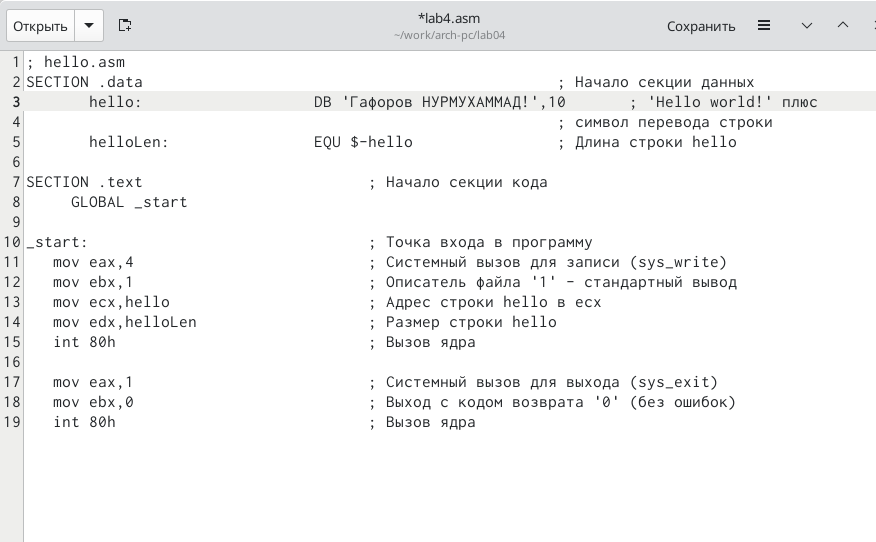 Открыть
*lab4.asm
~/work/arch-pc/lab04
Сохранить
1 ; hello.asm
2 SECTION .data ; Начало секции данных
3 hello: DB 'Гафоров НУРМУХАММАД!',10 ; 'Hello world!' плюс
4 ; символ перевода строки
5 helloLen: EQU $-hello ; Длина строки hello
6
7 SECTION .text ; Начало секции кода
8 GLOBAL _start
9
10 _start: ; Точка входа в программу
11 mov eax,4 ; Системный вызов для записи (sys_write)
12 mov ebx,1 ; Описатель файла '1' - стандартный вывод
13 mov ecx,hello ; Адрес строки hello в ecx
14 mov edx,helloLen ; Размер строки hello
15 int 80h ; Вызов ядра
16
17 mov eax,1 ; Системный вызов для выхода (sys_exit)
18 mov ebx,0 ; Выход с кодом возврата '0' (без ошибок)
19 int 80h ; Вызов ядра